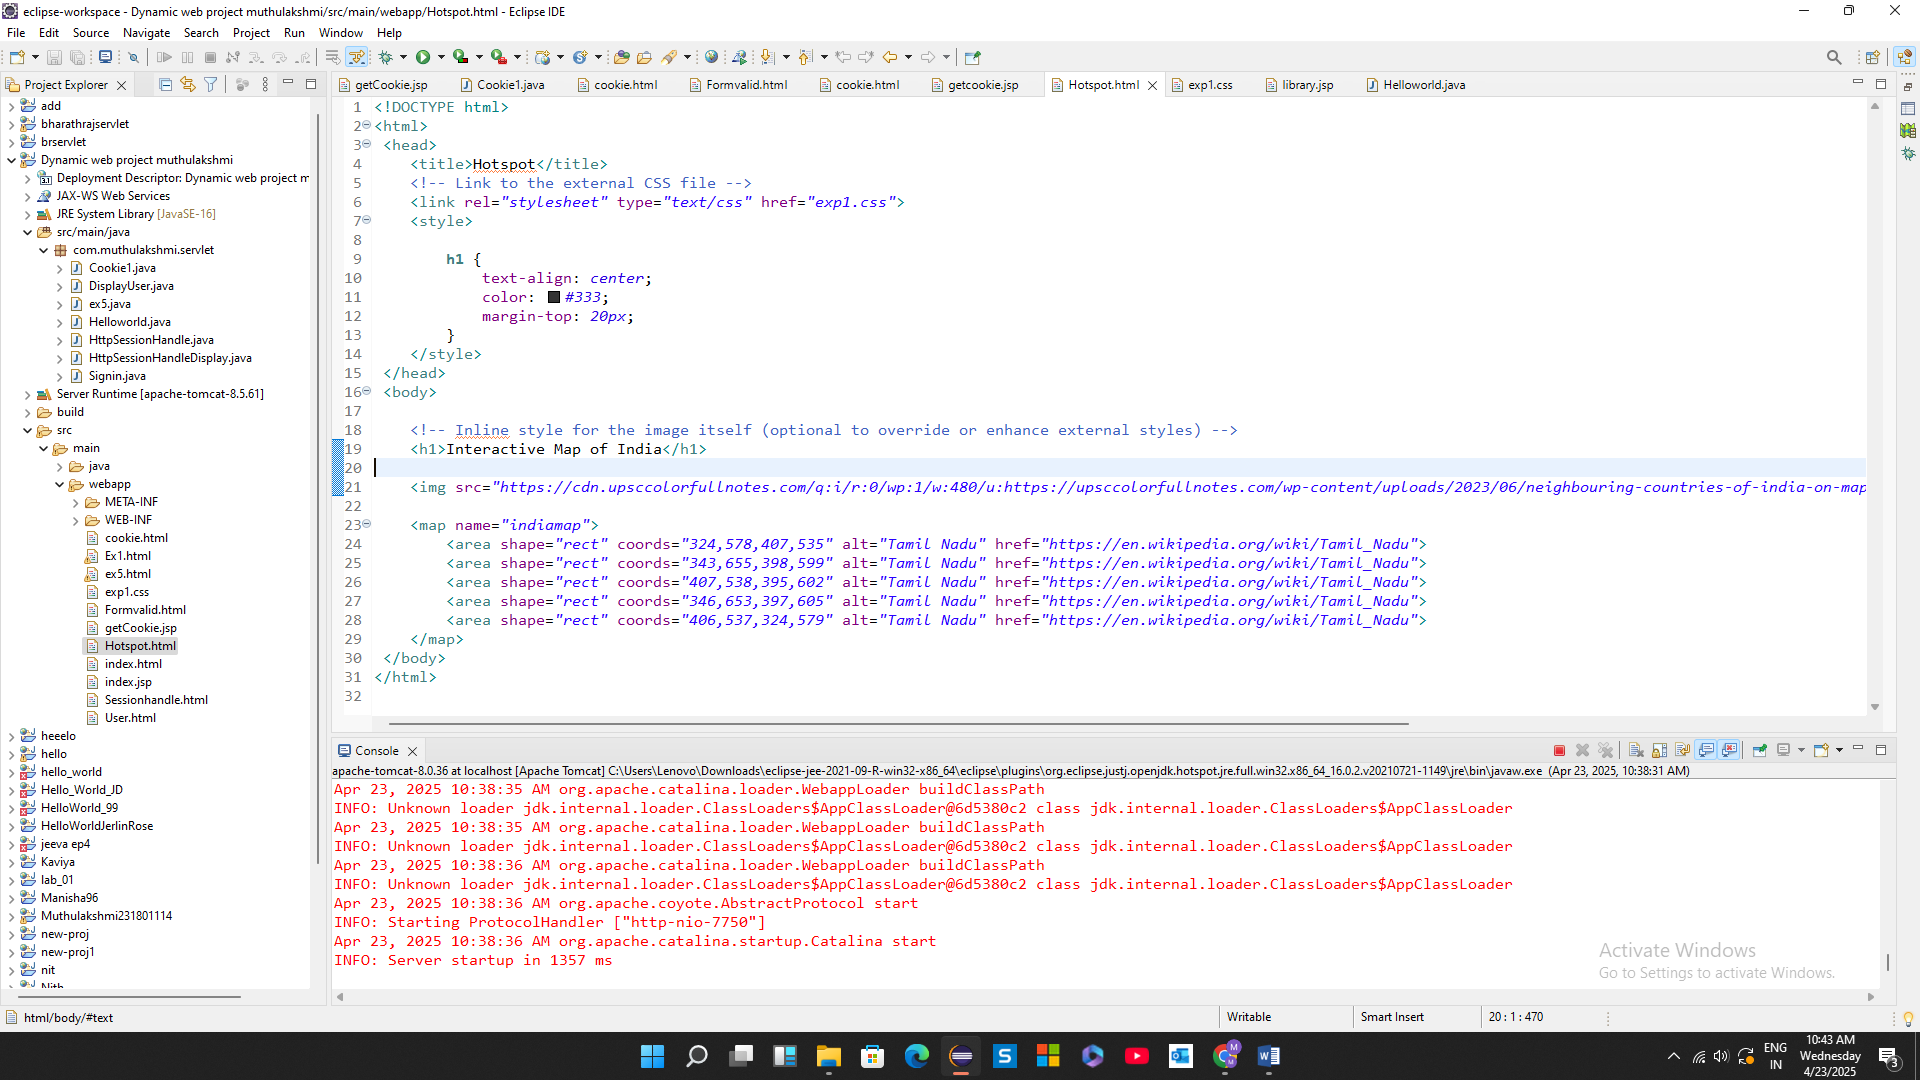 eclipse-workspace - Dynamic web project muthulakshmi/src/main/webapp/Hotspot.html - Eclipse IDE
File Edit Source Navigate Search Project Run Window Help
Project Explorer
getCookie.jsp Cookie1.java cookie.html Formvalid.html cookie.html getcookie.jsp Hotspot.html exp1.css library.jsp Helloworld.java
add
bharathrajservlet
brservlet
Dynamic web project muthulakshmi
Deployment Descriptor: Dynamic web project m
JAX-WS Web Services
JRE System Library [JavaSE-16]
src/main/java
com.muthulakshmi.servlet
Cookie1.java
DisplayUser.java
ex5.java
Helloworld.java
HttpSessionHandle.java
HttpSessionHandleDisplay.java
Signin.java
Server Runtime [apache-tomcat-8.5.61]
build
src
main
java
webapp
META-INF
WEB-INF
cookie.html
Ex1.html
ex5.html
exp1.css
Formvalid.html
getCookie.jsp
Hotspot.html
index.html
index.jsp
Sessionhandle.html
User.html
heeelo
hello
hello_world
Hello_World_JD
HelloWorld_99
HelloWorldJerlinRose
jeeva ep4
Kaviya
lab_01
Manisha96
Muthulakshmi231801114
new-proj
new-proj1
nit
Nith
1 <!DOCTYPE html>
2 <html>
3 <head>
4 <title>Hotspot</title>
5 <!-- Link to the external CSS file -->
6 <link rel="stylesheet" type="text/css" href="exp1.css">
7 <style>
8
9 h1 {
10 text-align: center;
11 color: #333;
12 margin-top: 20px;
13 }
14 </style>
15 </head>
16 <body>
17
18 <!-- Inline style for the image itself (optional to override or enhance external styles) -->
19 <h1>Interactive Map of India</h1>
20
21 <img src="https://cdn.upsccolorfullnotes.com/q:i/r:0/wp:1/w:480/u:https://upsccolorfullnotes.com/wp-content/uploads/2023/06/neighbouring-countries-of-india-on-map
22
23 <map name="indiamap">
24 <area shape="rect" coords="324,578,407,535" alt="Tamil Nadu" href="https://en.wikipedia.org/wiki/Tamil_Nadu">
25 <area shape="rect" coords="343,655,398,599" alt="Tamil Nadu" href="https://en.wikipedia.org/wiki/Tamil_Nadu">
26 <area shape="rect" coords="407,538,395,602" alt="Tamil Nadu" href="https://en.wikipedia.org/wiki/Tamil_Nadu">
27 <area shape="rect" coords="346,653,397,605" alt="Tamil Nadu" href="https://en.wikipedia.org/wiki/Tamil_Nadu">
28 <area shape="rect" coords="406,537,324,579" alt="Tamil Nadu" href="https://en.wikipedia.org/wiki/Tamil_Nadu">
29 </map>
30 </body>
31 </html>
32
Console
apache-tomcat-8.0.36 at localhost [Apache Tomcat] C:\Users\Lenovo\Downloads\eclipse-jee-2021-09-R-win32-x86_64\eclipse\plugins\org.eclipse.justj.openjdk.hotspot.jre.full.win32.x86_64_16.0.2.v20210721-1149\jre\bin\javaw.exe (Apr 23, 2025, 10:38:31 AM)
Apr 23, 2025 10:38:35 AM org.apache.catalina.loader.WebappLoader buildClassPath
INFO: Unknown loader jdk.internal.loader.ClassLoaders$AppClassLoader@6d5380c2 class jdk.internal.loader.ClassLoaders$AppClassLoader
Apr 23, 2025 10:38:35 AM org.apache.catalina.loader.WebappLoader buildClassPath
INFO: Unknown loader jdk.internal.loader.ClassLoaders$AppClassLoader@6d5380c2 class jdk.internal.loader.ClassLoaders$AppClassLoader
Apr 23, 2025 10:38:36 AM org.apache.catalina.loader.WebappLoader buildClassPath
INFO: Unknown loader jdk.internal.loader.ClassLoaders$AppClassLoader@6d5380c2 class jdk.internal.loader.ClassLoaders$AppClassLoader
Apr 23, 2025 10:38:36 AM org.apache.coyote.AbstractProtocol start
INFO: Starting ProtocolHandler ["http-nio-7750"]
Apr 23, 2025 10:38:36 AM org.apache.catalina.startup.Catalina start
INFO: Server startup in 1357 ms
Activate Windows
Go to Settings to activate Windows.
html/body/#text Writable Smart Insert 20 : 1 : 470
ENG
IN
10:43 AM
Wednesday
4/23/2025
3